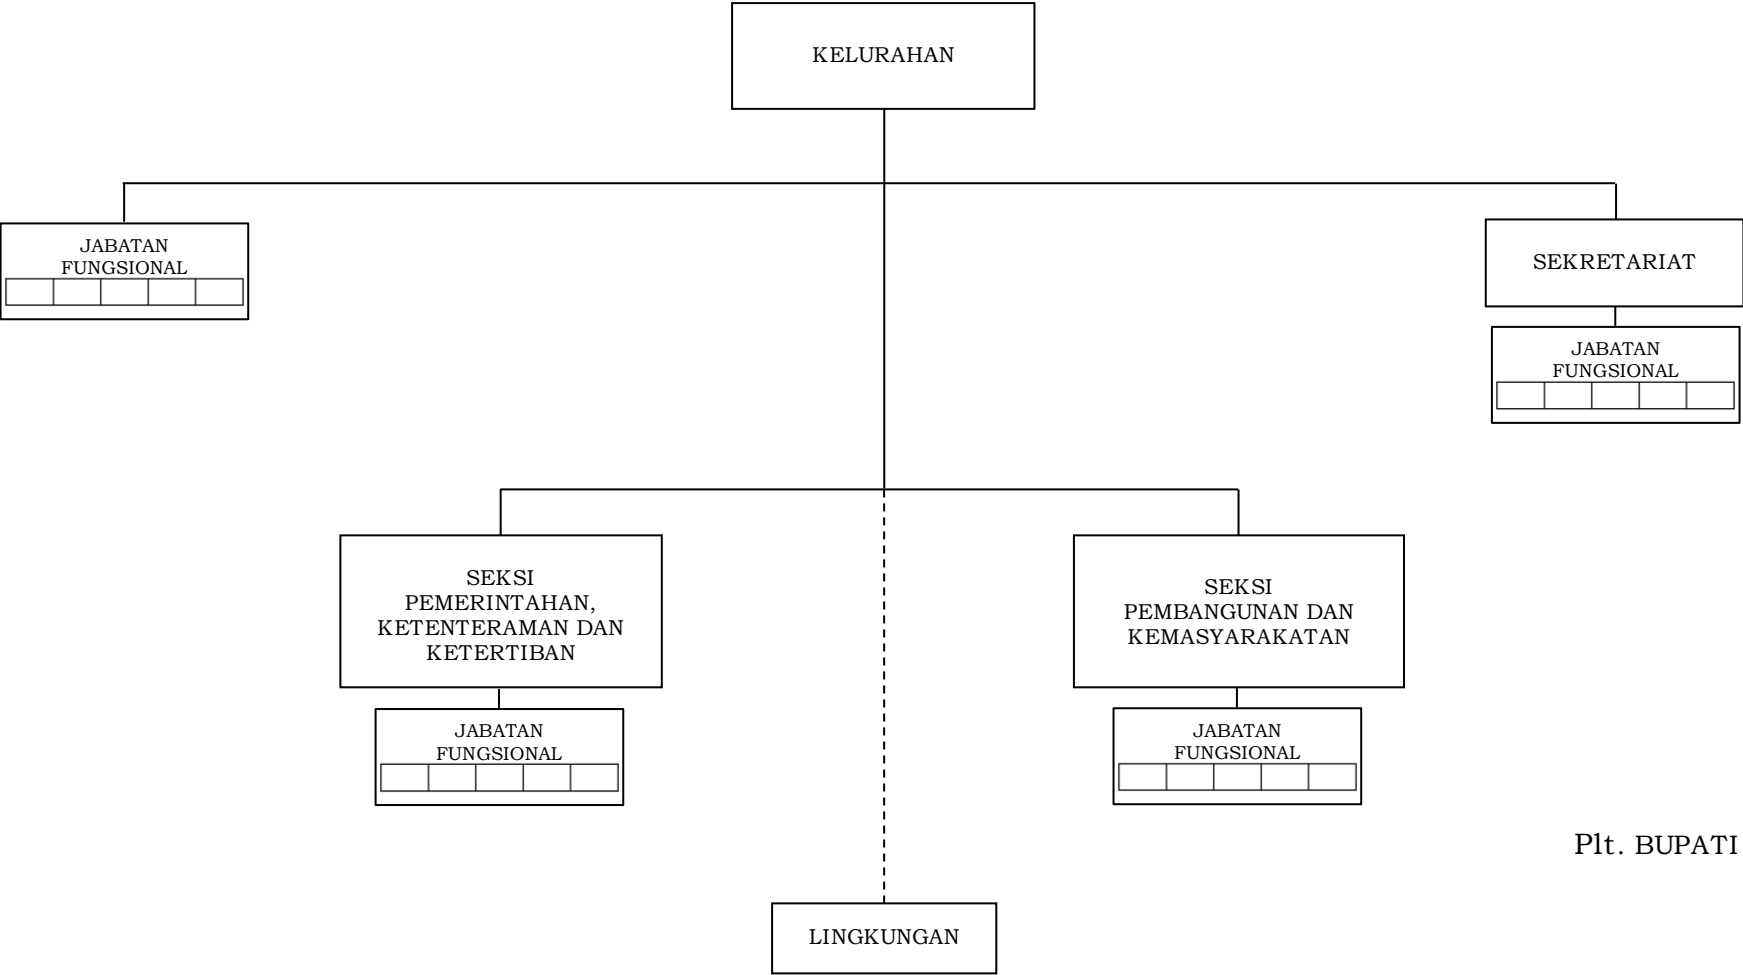 KELURAHAN
JABATAN
FUNGSIONAL
SEKRETARIAT
JABATAN
FUNGSIONAL
SEKSI
PEMERINTAHAN,
KETENTERAMAN DAN
KETERTIBAN
SEKSI
PEMBANGUNAN DAN
KEMASYARAKATAN
JABATAN
FUNGSIONAL
JABATAN
FUNGSIONAL
Plt. BUPATI
LINGKUNGAN